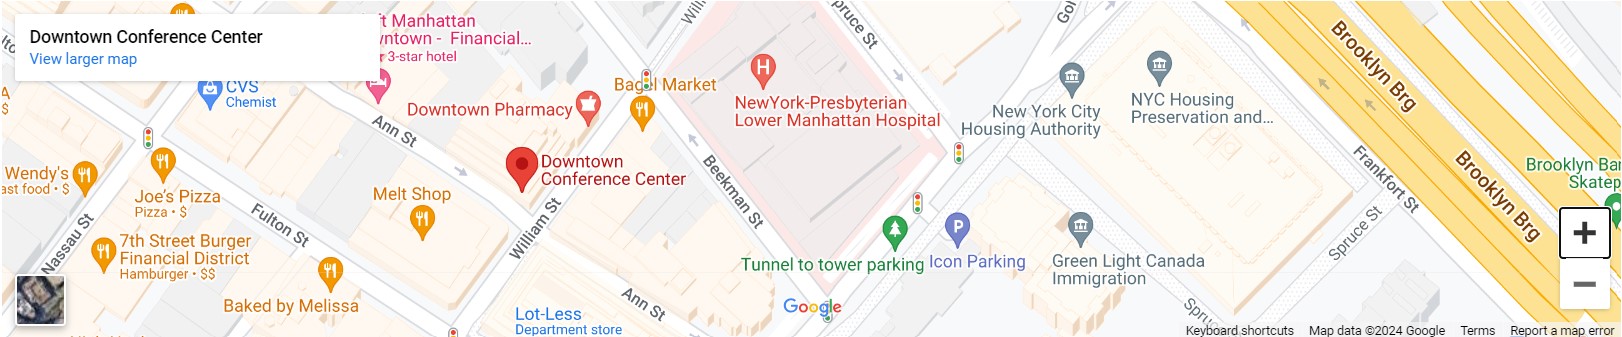 Downtown Conference Center
View larger map
ft Manhattan
wntown - Financial...
3-star hotel
Spruce St
Brooklyn Brg
CVS
Chemist
Bagel Market
Downtown Pharmacy
NewYork-Presbyterian
Lower Manhattan Hospital
New York City
Housing Authority
NYC Housing
Preservation and...
Ann St
Wendy's
ast food • $
Joe's Pizza
Pizza • $
Melt Shop
Downtown
Conference Center
Beekman St
Frankfort St
Brooklyn Brg
Brooklyn Ban
Skatep
Nassau St
Fulton St
William St
7th Street Burger
Financial District
Hamburger • $$
Baked by Melissa
Tunnel to tower parking
Icon Parking
Green Light Canada
Immigration
Spruce St
Ann St
Lot-Less
Department store
Google
Spru
Keyboard shortcuts
Map data ©2024 Google
Terms
Report a map error